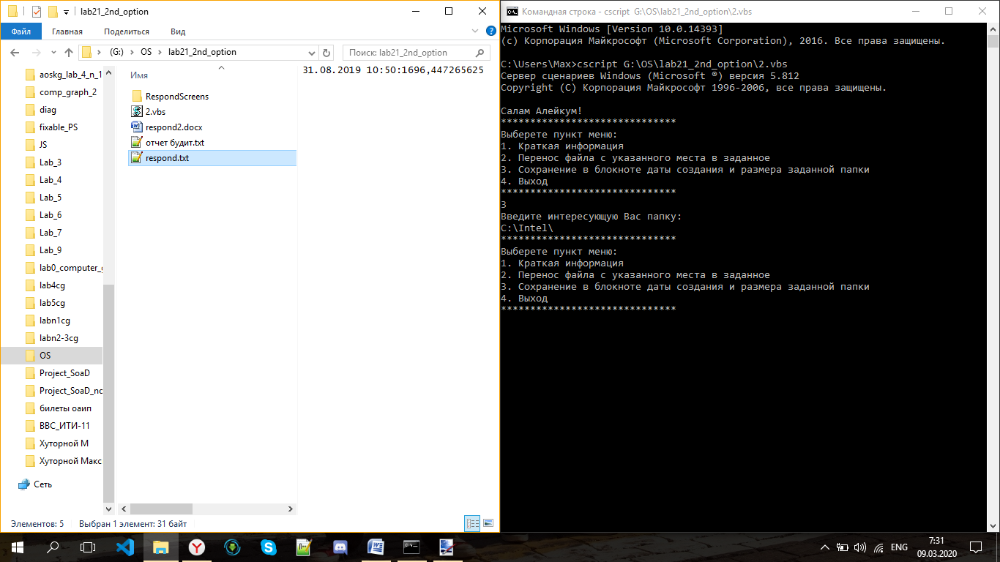 lab21_2nd_option
Файл Главная Поделиться Вид
(G:) OS lab21_2nd_option
Поиск: lab21_2nd_option
aoskg_lab_4_n_1
comp_graph_2
diag
fixable_PS
JS
Lab_3
Lab_4
Lab_5
Lab_6
Lab_7
Lab_9
lab0_computer_g
lab4cg
lab5cg
labn1cg
labn2-3cg
OS
Project_SoaD
Project_SoaD_nc
билеты оаип
ВВС_ИТИ-11
Хуторной М
Хуторной Макс
Сеть
Имя
RespondScreens
2.vbs
respond2.docx
отчет будит.txt
respond.txt
31.08.2019 10:50:1696,447265625
Элементов: 5 Выбран 1 элемент: 31 байт
Командная строка - cscript G:\OS\lab21_2nd_option\2.vbs
Microsoft Windows [Version 10.0.14393]
(c) Корпорация Майкрософт (Microsoft Corporation), 2016. Все права защищены.
C:\Users\Max>cscript G:\OS\lab21_2nd_option\2.vbs
Сервер сценариев Windows (Microsoft ®) версия 5.812
Copyright (C) Корпорация Майкрософт 1996-2006, все права защищены.
Салам Алейкум!
******************************
Выберете пункт меню:
1. Краткая информация
2. Перенос файла с указанного места в заданное
3. Сохранение в блокноте даты создания и размера заданной папки
4. Выход
******************************
3
Введите интересующую Вас папку:
C:\Intel\
******************************
Выберете пункт меню:
1. Краткая информация
2. Перенос файла с указанного места в заданное
3. Сохранение в блокноте даты создания и размера заданной папки
4. Выход
******************************
ENG
7:31
09.03.2020